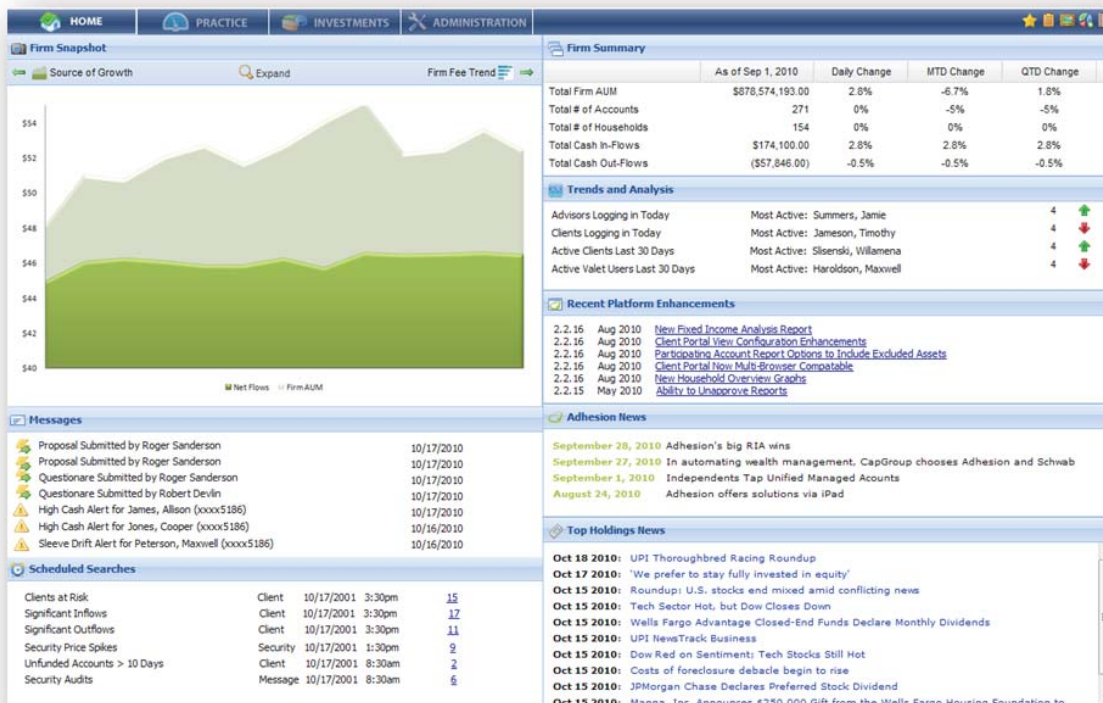 HOME PRACTICE INVESTMENTS ADMINISTRATION
Firm Snapshot
Source of Growth Expand Firm Fee Trend
$54
$52
$50
$48
$46
$44
$42
$40
Net Flows Firm AUM
Messages
Proposal Submitted by Roger Sanderson 10/17/2010
Proposal Submitted by Roger Sanderson 10/17/2010
Questionare Submitted by Roger Sanderson 10/17/2010
Questionare Submitted by Robert Devlin 10/17/2010
High Cash Alert for James, Allison (xxxx5186) 10/17/2010
High Cash Alert for Jones, Cooper (xxxx5186) 10/16/2010
Sleeve Drift Alert for Peterson, Maxwell (xxxx5186) 10/16/2010
Scheduled Searches
Clients at Risk Client 10/17/2001 3:30pm 15
Significant Inflows Client 10/17/2001 3:30pm 17
Significant Outflows Client 10/17/2001 3:30pm 11
Security Price Spikes Security 10/17/2001 1:30pm 9
Unfunded Accounts > 10 Days Client 10/17/2001 8:30am 2
Security Audits Message 10/17/2001 8:30am 6
Firm Summary
As of Sep 1, 2010 Daily Change MTD Change QTD Change
Total Firm AUM $878,574,193.00 2.8% -6.7% 1.8%
Total # of Accounts 271 0% -5% -5%
Total # of Households 154 0% 0% 0%
Total Cash In-Flows $174,100.00 2.8% 2.8% 2.8%
Total Cash Out-Flows ($57,846.00) -0.5% -0.5% -0.5%
Trends and Analysis
Advisors Logging in Today Most Active: Summers, Jamie 4
Clients Logging in Today Most Active: Jameson, Timothy 4
Active Clients Last 30 Days Most Active: Slisenski, Willamena 4
Active Valet Users Last 30 Days Most Active: Haroldson, Maxwell 4
Recent Platform Enhancements
2.2.16 Aug 2010 New Fixed Income Analysis Report
2.2.16 Aug 2010 Client Portal View Configuration Enhancements
2.2.16 Aug 2010 Participating Account Report Options to Include Excluded Assets
2.2.16 Aug 2010 Client Portal Now Multi-Browser Compatable
2.2.16 Aug 2010 New Household Overview Graphs
2.2.15 May 2010 Ability to Unapprove Reports
Adhesion News
September 28, 2010 Adhesion's big RIA wins
September 27, 2010 In automating wealth management, CapGroup chooses Adhesion and Schwab
September 1, 2010 Independents Tap Unified Managed Acounts
August 24, 2010 Adhesion offers solutions via iPad
Top Holdings News
Oct 18 2010: UPI Thoroughbred Racing Roundup
Oct 17 2010: 'We prefer to stay fully invested in equity'
Oct 15 2010: Roundup: U.S. stocks end mixed amid conflicting news
Oct 15 2010: Tech Sector Hot, but Dow Closes Down
Oct 15 2010: Wells Fargo Advantage Closed-End Funds Declare Monthly Dividends
Oct 15 2010: UPI NewsTrack Business
Oct 15 2010: Dow Red on Sentiment; Tech Stocks Still Hot
Oct 15 2010: Costs of foreclosure debacle begin to rise
Oct 15 2010: JPMorgan Chase Declares Preferred Stock Dividend
Oct 15 2010: Manna, Inc. Announces $250,000 Gift from the Wells Fargo Housing Foundation to